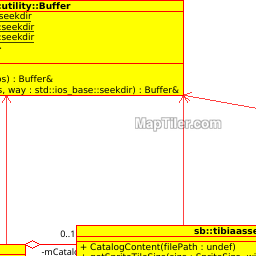 :utility::Buffer
:seekdir
:seekdir
:seekdir
os) : Buffer&
s, way : std::ios_base::seekdir) : Buffer&
MapTiler.com
0..1
sb::tibiaasse
-mCatalo
+ CatalogContent(filePath : undef)